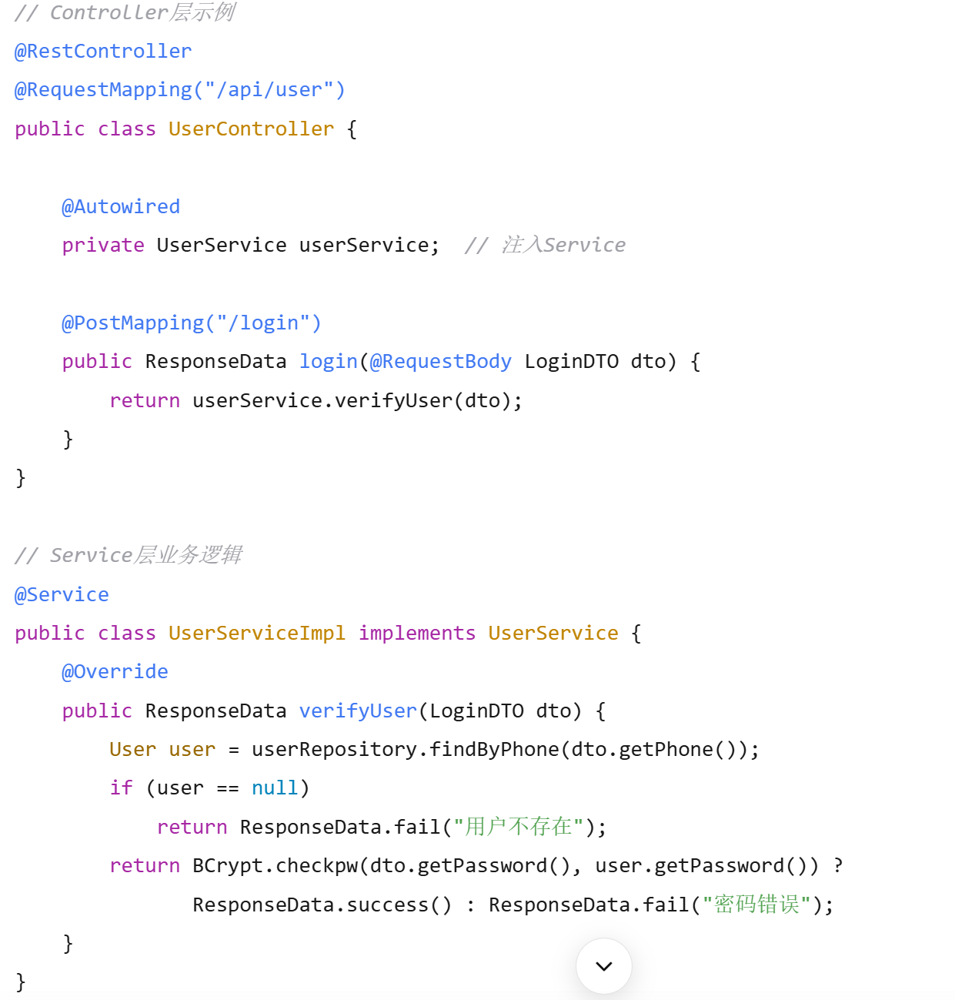 // Controller层示例
@RestController
@RequestMapping("/api/user")
public class UserController {
    @Autowired
    private UserService userService;  // 注入Service
    @PostMapping("/login")
    public ResponseData login(@RequestBody LoginDTO dto) {
        return userService.verifyUser(dto);
    }
}
// Service层业务逻辑
@Service
public class UserServiceImpl implements UserService {
    @Override
    public ResponseData verifyUser(LoginDTO dto) {
        User user = userRepository.findByPhone(dto.getPhone());
        if (user == null)
            return ResponseData.fail("用户不存在");
        return BCrypt.checkpw(dto.getPassword(), user.getPassword()) ?
               ResponseData.success() : ResponseData.fail("密码错误");
    }
}